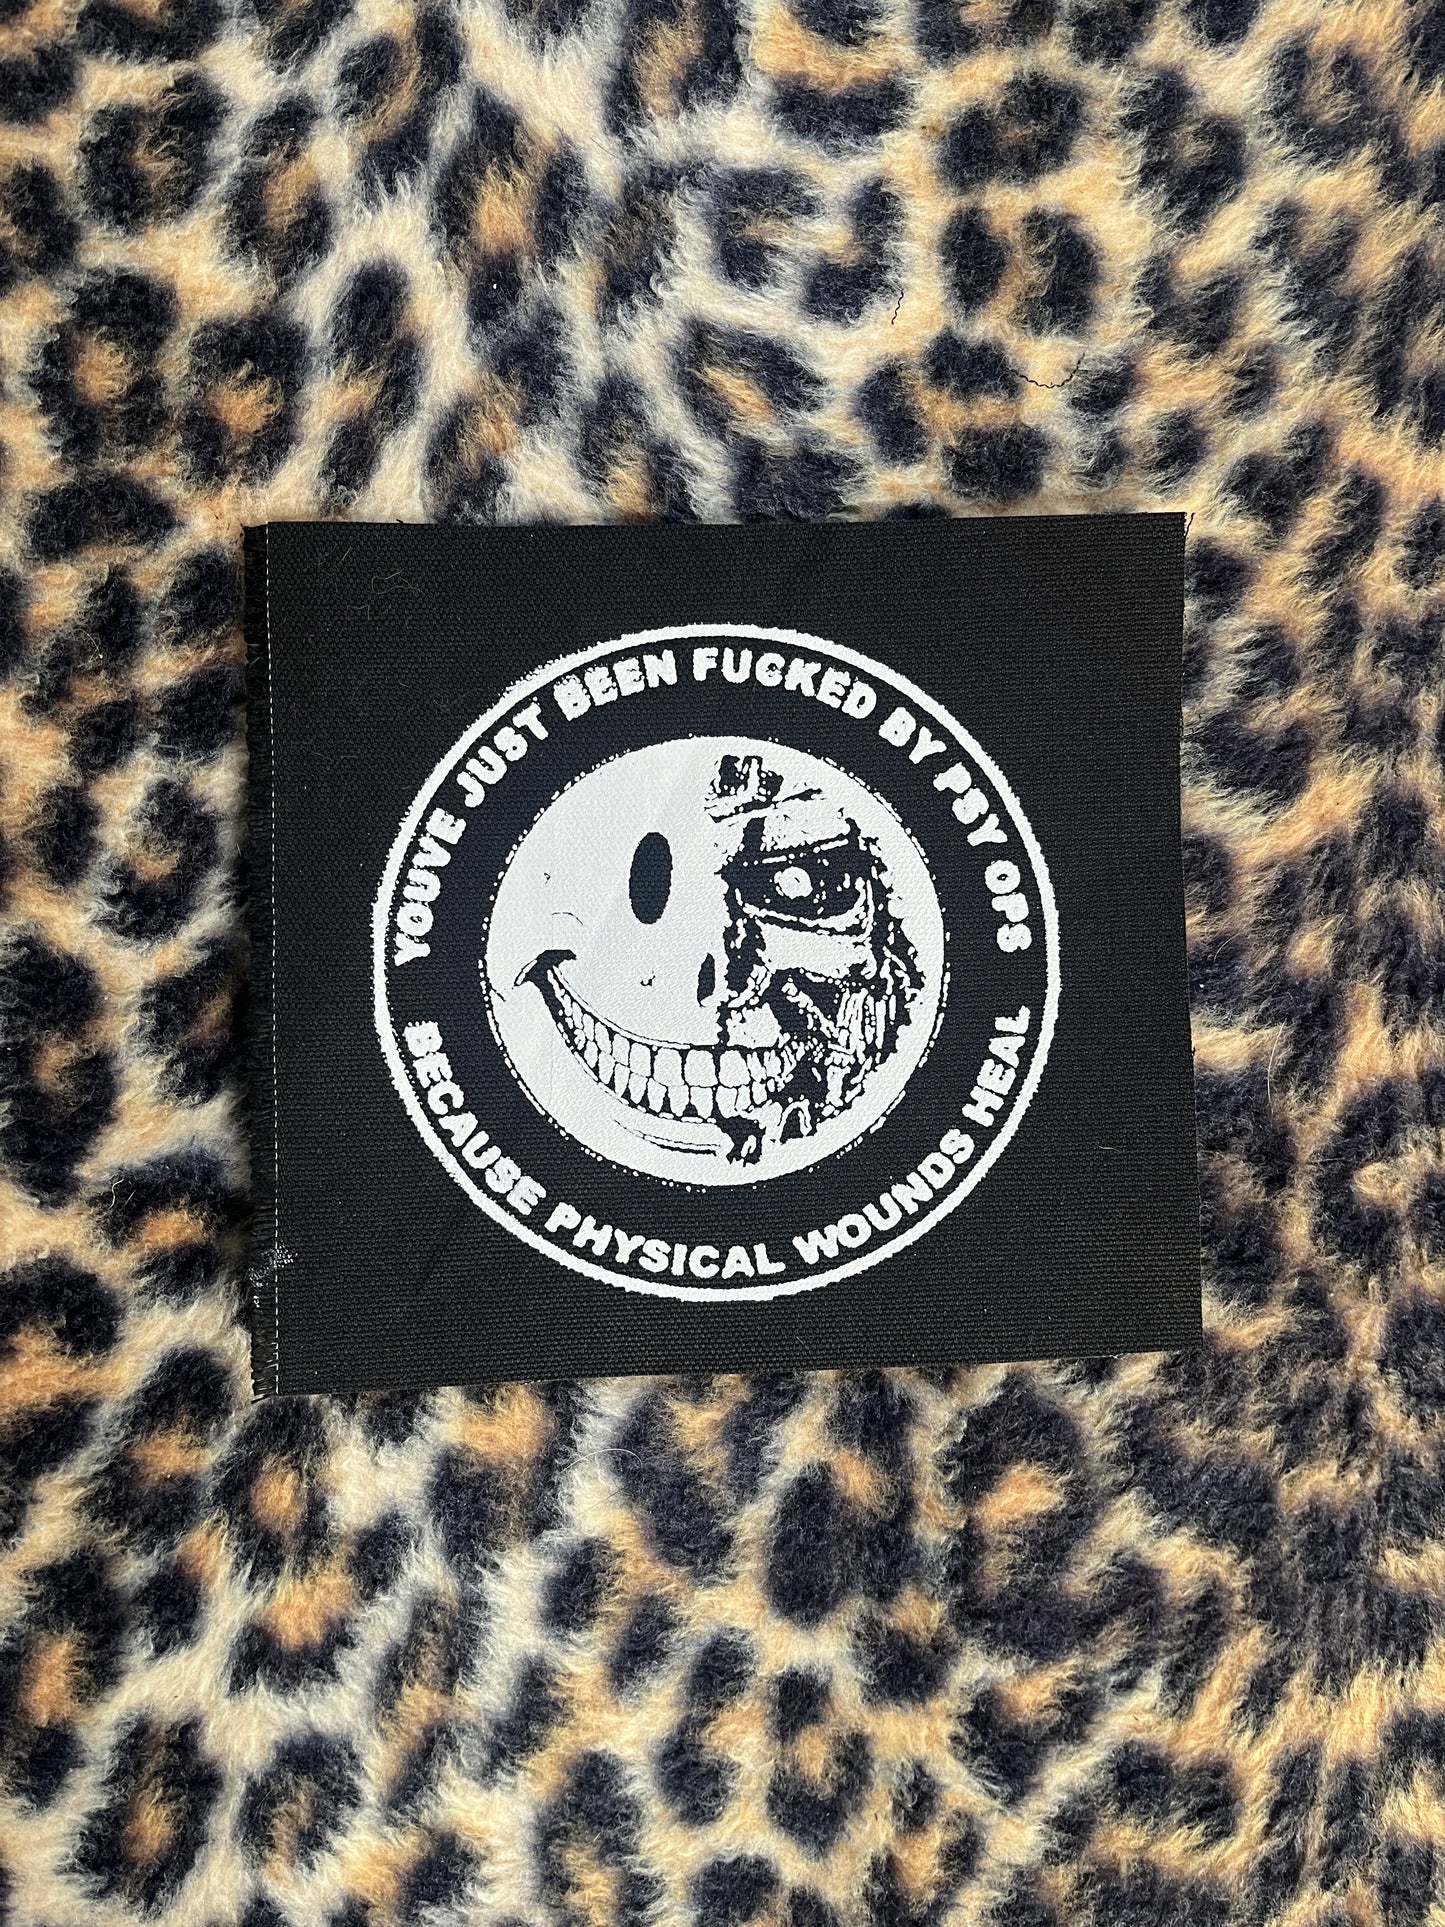 YOUVE JUST BEEN FUCKED BY PSY OPS
BECAUSE PHYSICAL WOUNDS HEAL